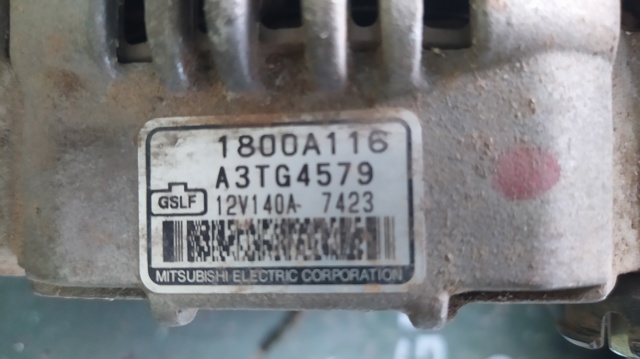 1800A116
A3TG4579
GSLF
12V140A 7423
MITSUBISHI ELECTRIC CORPORATION